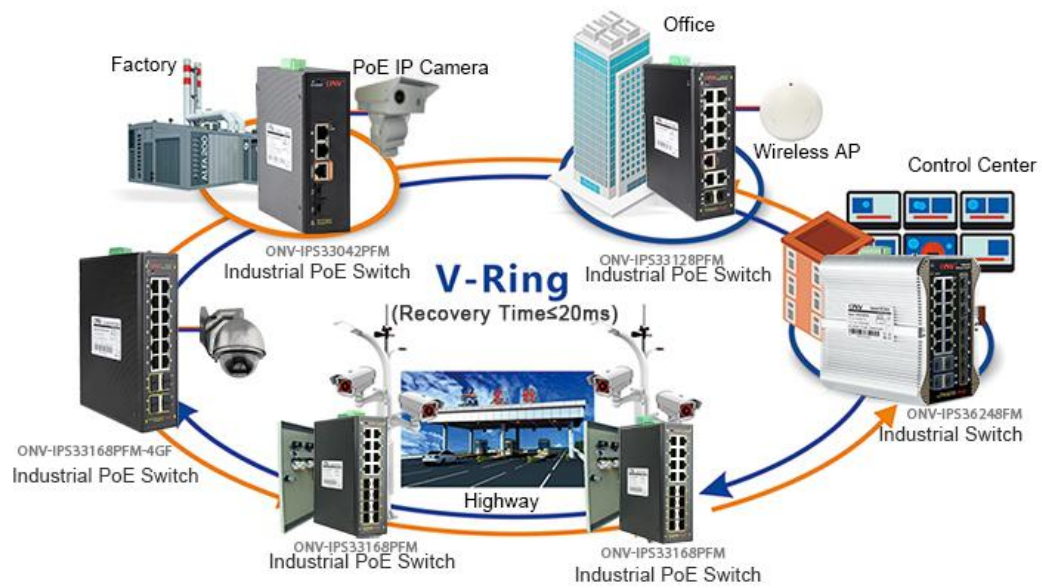 Office
Factory
PoE IP Camera
ALFA 200
Wireless AP
Control Center
ONV-IPS33042PFM
Industrial PoE Switch
ONV-IPS33128PFM
Industrial PoE Switch
V-Ring
(Recovery Time≤20ms)
ONV-IPS36248FM
Industrial Switch
ONV-IPS33168PFM-4GF
Industrial PoE Switch
Highway
ONV-IPS33168PFM
Industrial PoE Switch
ONV-IPS33168PFM
Industrial PoE Switch